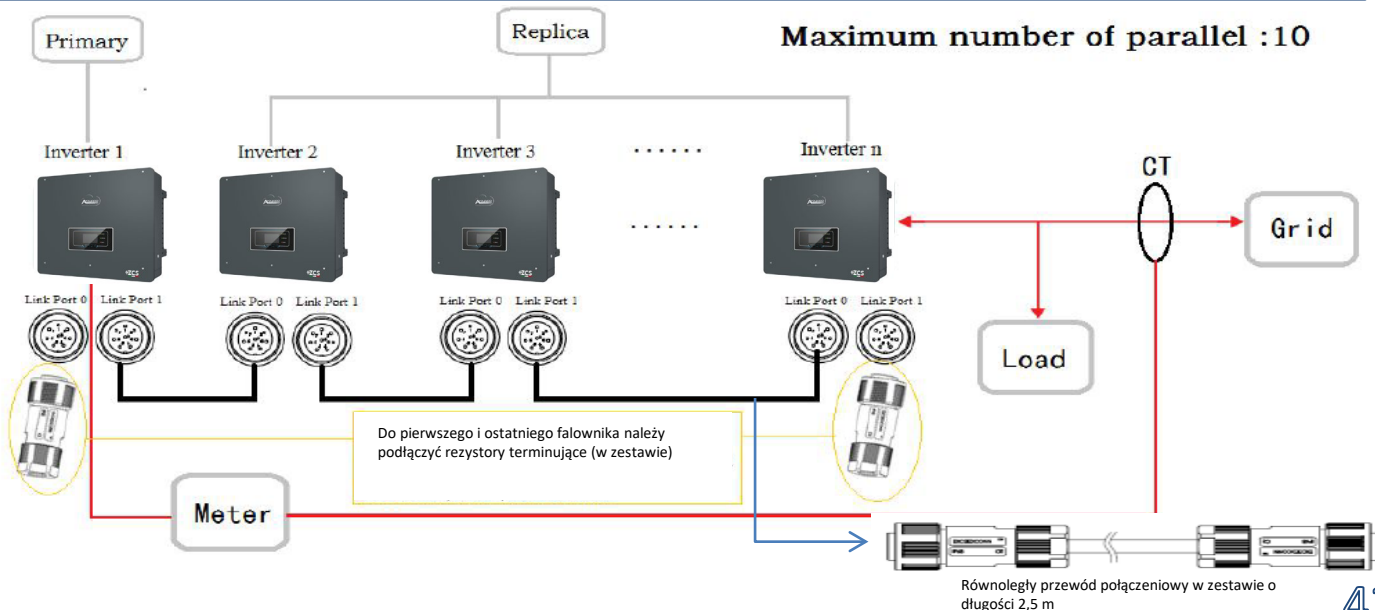 Primary
Replica
Maximum number of parallel :10
Inverter 1
Inverter 2
Inverter 3
......
Inverter n
......
CT
Grid
Link Port 0 Link Port 1
Link Port 0 Link Port 1
Link Port 0 Link Port 1
Link Port 0 Link Port 1
Load
Do pierwszego i ostatniego falownika należy
podłączyć rezystory terminujące (w zestawie)
Meter
Równoległy przewód połączeniowy w zestawie o
długości 2,5 m